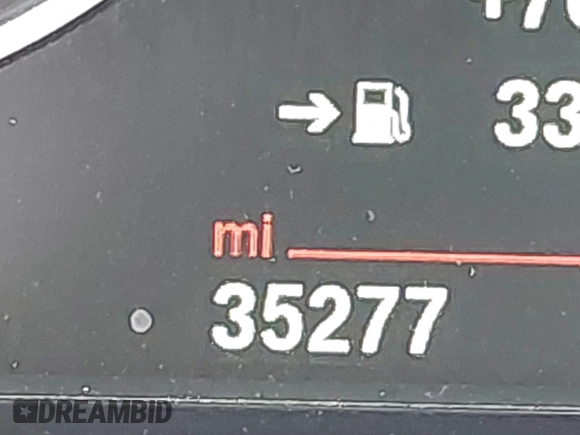 → 33
mi
35277
DREAMBID